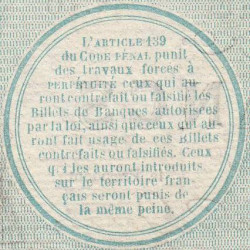 L'ARTICLE 139
du CODE PÉNAL punit
des travaux forcés à
PERPÉTUITÉ ceux qui au-
ront contrefait ou falsifié les
Billets de Banques autorisées
par la loi, ainsi que ceux qui au-
ront fait usage de ces Billets
contrefaits ou falsifiés. Ceux
qui les auront introduits
sur le territoire fran-
çais seront punis de
la même peine.